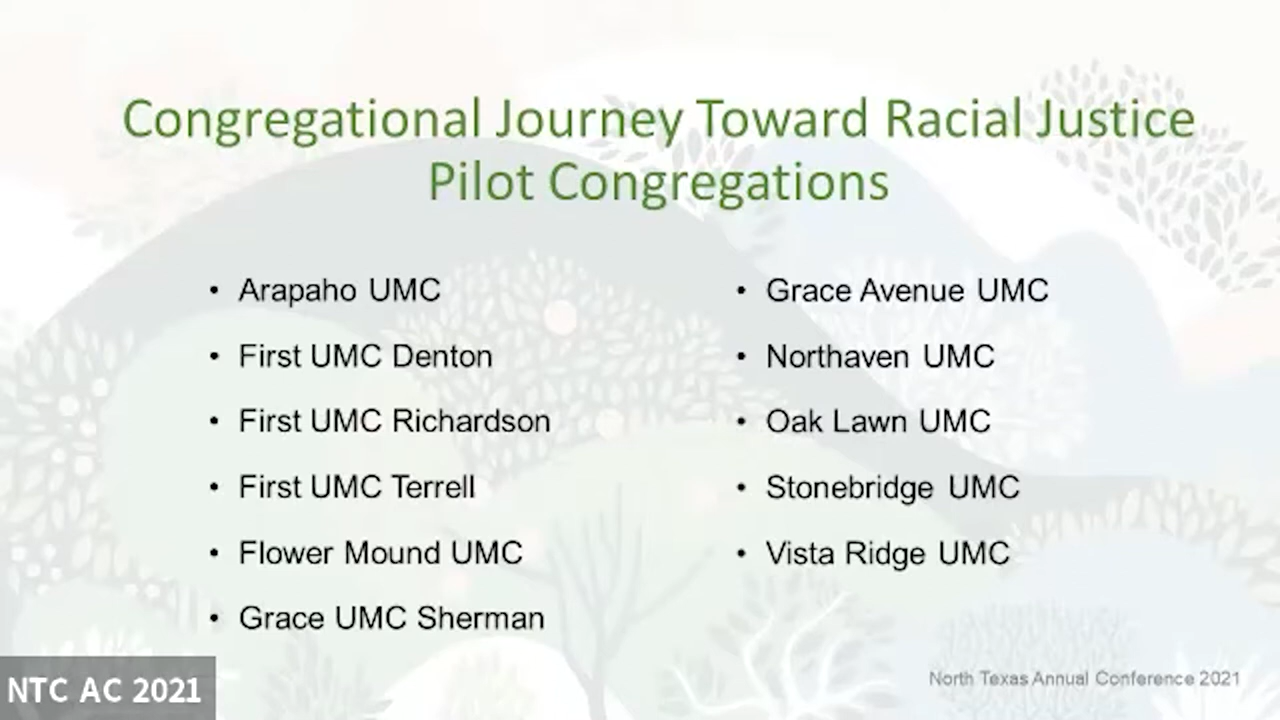 Congregational Journey Toward Racial Justice
Pilot Congregations
• Arapaho UMC
• First UMC Denton
• First UMC Richardson
• First UMC Terrell
• Flower Mound UMC
• Grace UMC Sherman
• Grace Avenue UMC
• Northaven UMC
• Oak Lawn UMC
• Stonebridge UMC
• Vista Ridge UMC
North Texas Annual Conference 2021
NTC AC 2021